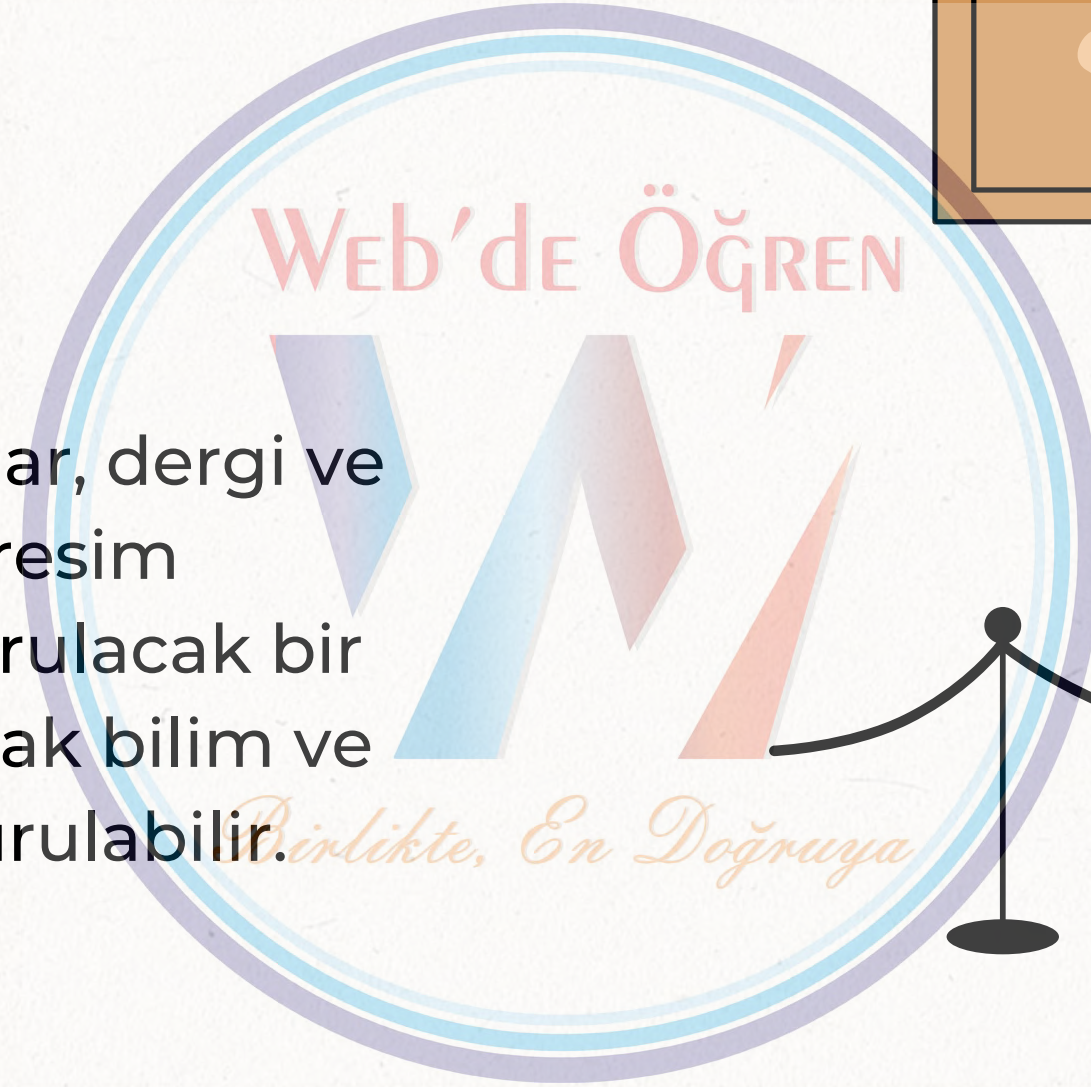 Web'de Öğren
ar, dergi ve
resim
rulacak bir
ak bilim ve
urulabilir.
Birlikte, En Doğruya